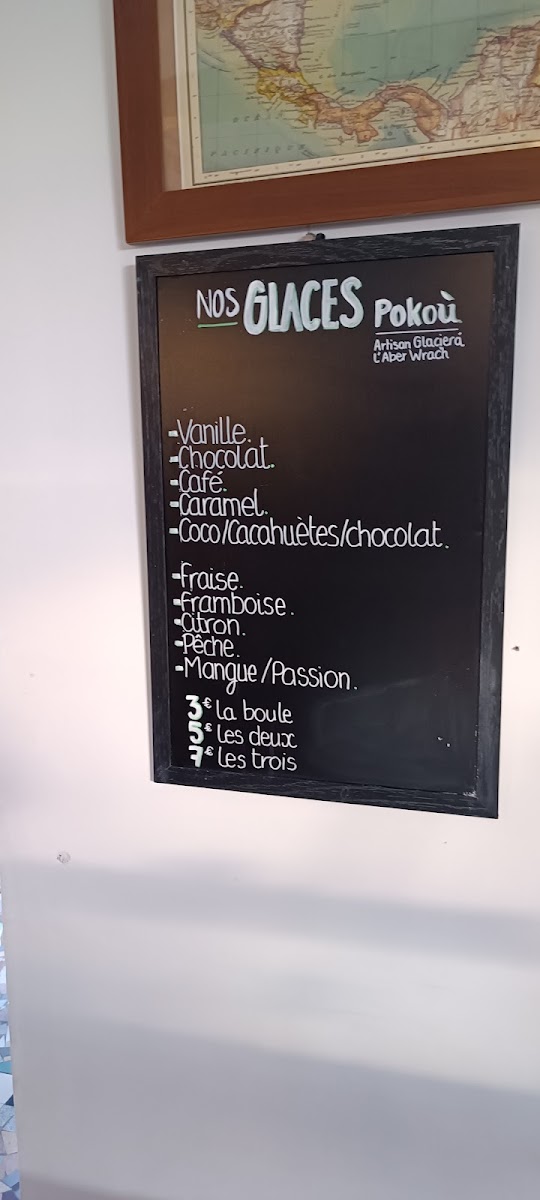 NOS GLACES Pokoù
Artisan Glacier
L'Aber Wrach
-Vanille.
-Chocolat.
-Café.
-Caramel.
-Coco/Cacahuètes/chocolat.
-Fraise.
-Framboise.
-Citron.
-Pêche.
-Mangue/Passion.
3€ la boule
5€ les deux
7€ les trois